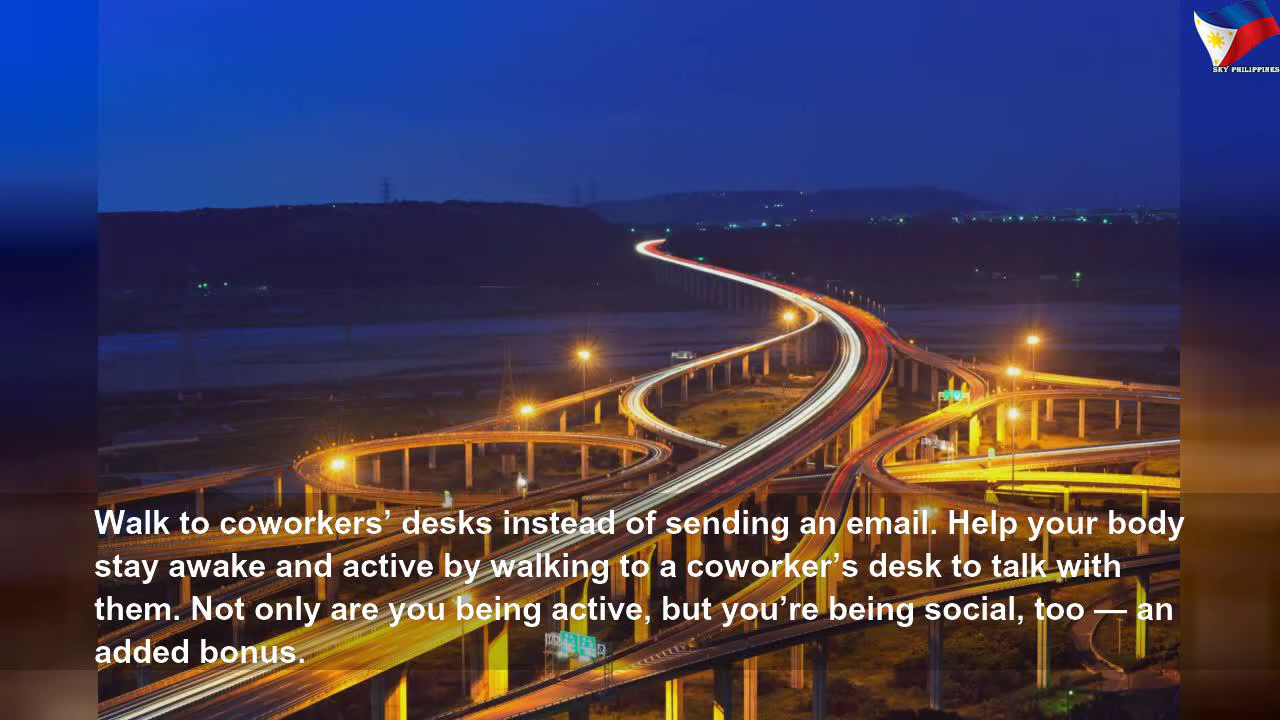 SKY PHILIPPINES
Walk to coworkers’ desks instead of sending an email. Help your body
stay awake and active by walking to a coworker’s desk to talk with
them. Not only are you being active, but you’re being social, too — an
added bonus.